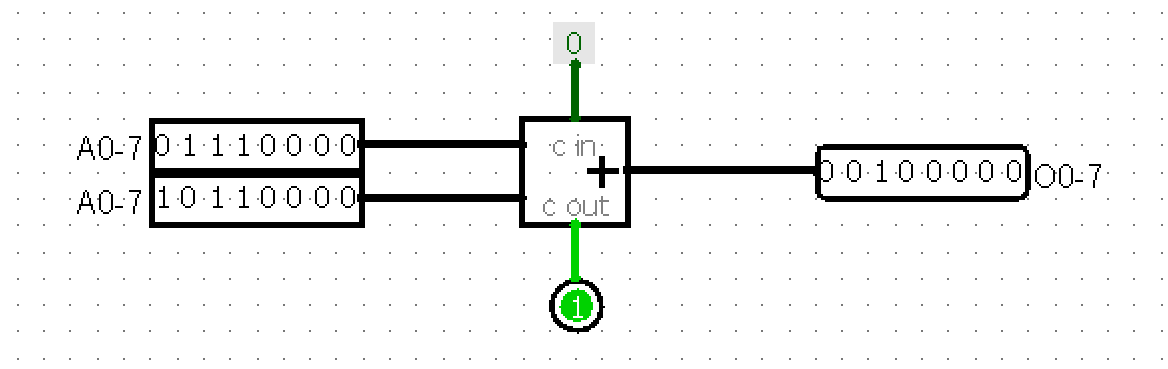 0
A0-7 0 1 1 1 0 0 0 0
c in
+
0 0 1 0 0 0 0 0 O0-7
A0-7 1 0 1 1 0 0 0 0
c out
1